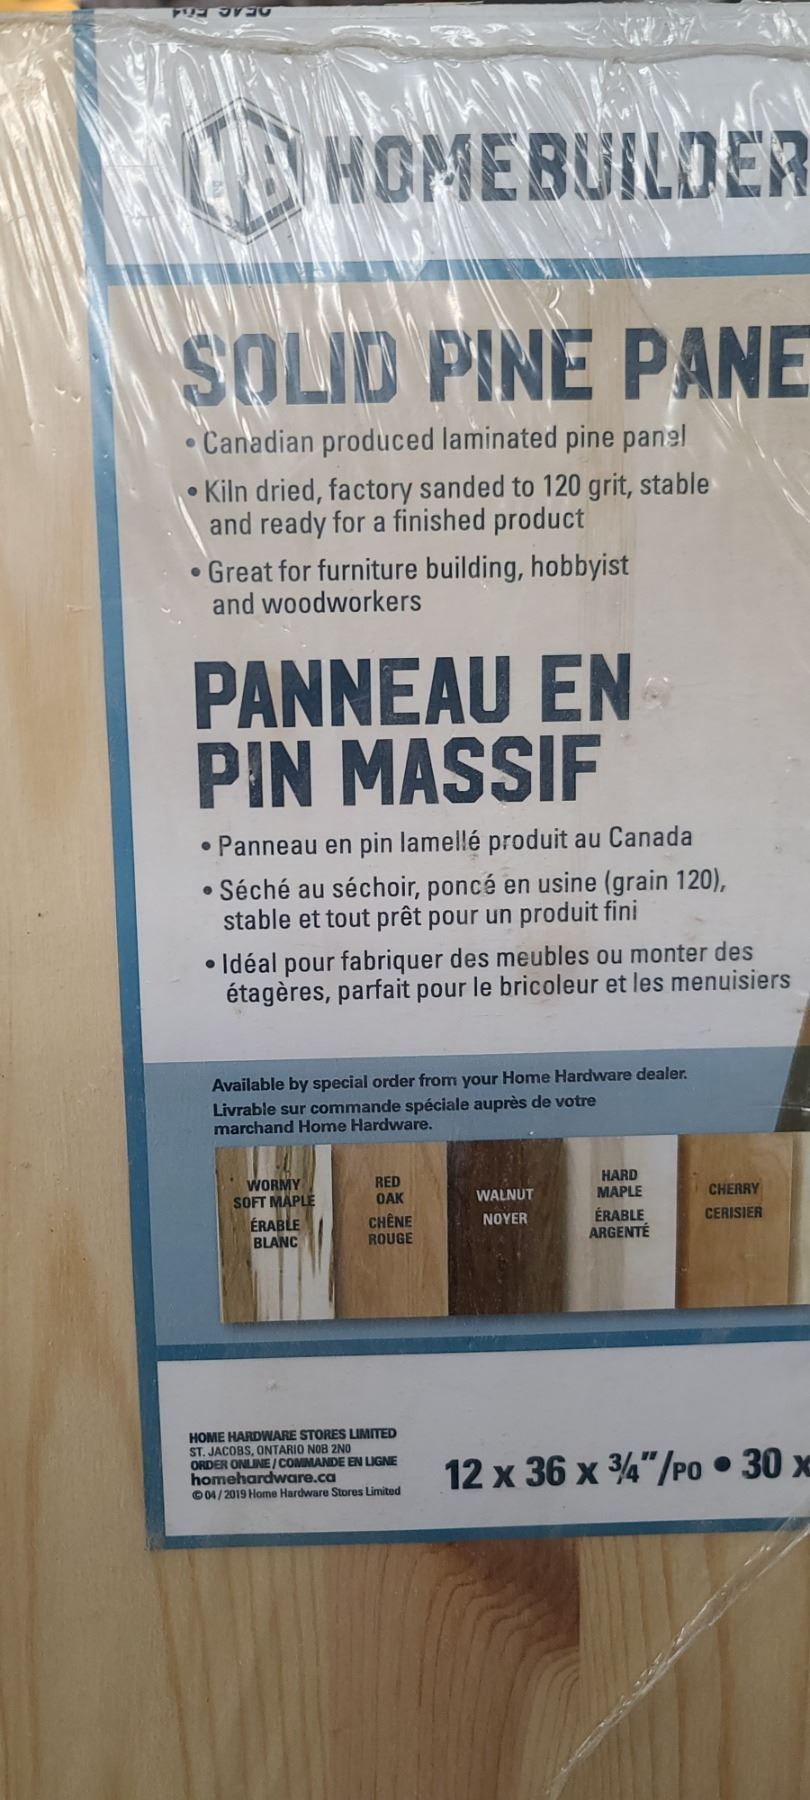 HB HOMEBUILDER
SOLID PINE PANE
• Canadian produced laminated pine panel
• Kiln dried, factory sanded to 120 grit, stable
and ready for a finished product
• Great for furniture building, hobbyist
and woodworkers
PANNEAU EN
PIN MASSIF
• Panneau en pin lamellé produit au Canada
• Séché au séchoir, poncé en usine (grain 120),
stable et tout prêt pour un produit fini
• Idéal pour fabriquer des meubles ou monter des
étagères, parfait pour le bricoleur et les menuisiers
Available by special order from your Home Hardware dealer.
Livrable sur commande spéciale auprès de votre
marchand Home Hardware.
WORMY
SOFT MAPLE
ÉRABLE
BLANC
RED
OAK
CHÊNE
ROUGE
WALNUT
NOYER
HARD
MAPLE
ÉRABLE
ARGENTÉ
CHERRY
CERISIER
HOME HARDWARE STORES LIMITED
ST. JACOBS, ONTARIO N0B 2N0
ORDER ONLINE / COMMANDE EN LIGNE
homehardware.ca
© 04 / 2019 Home Hardware Stores Limited
12 x 36 x 3/4"/PO • 30 x